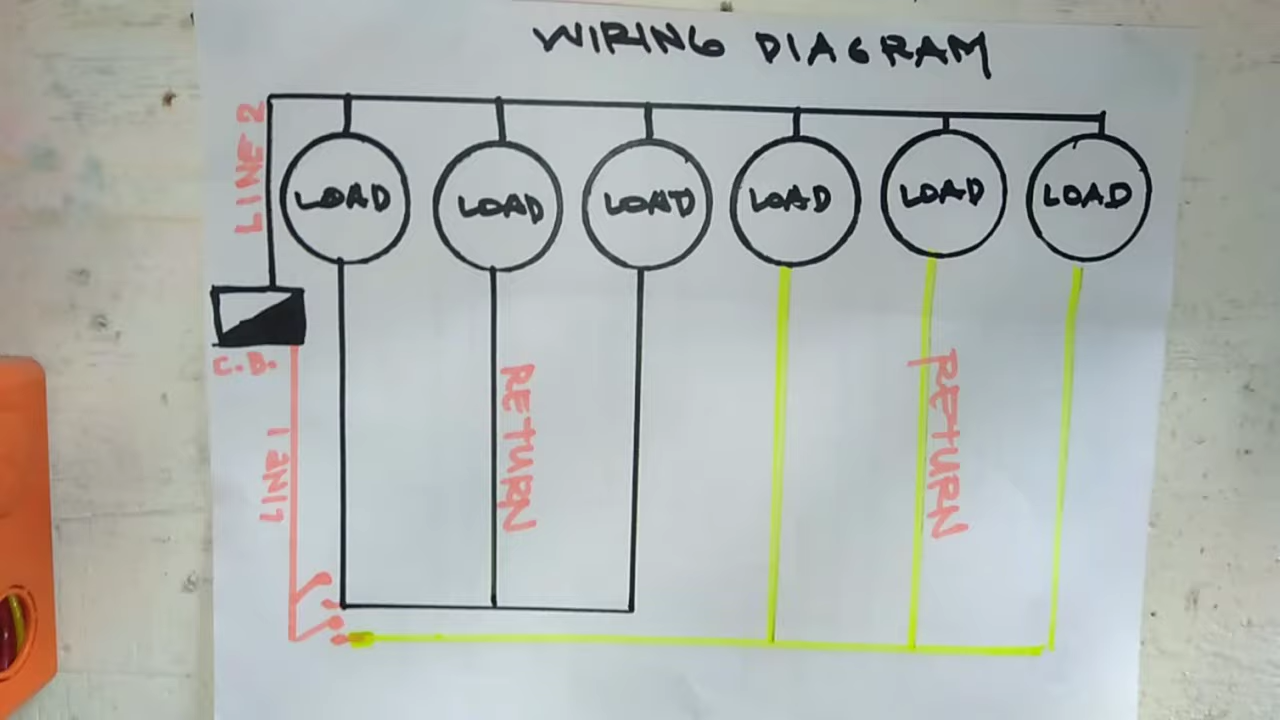 WIRING DIAGRAM
LINE 2
LOAD
LOAD
LOAD
LOAD
LOAD
LOAD
C.B.
LINE 1
RETURN
RETURN